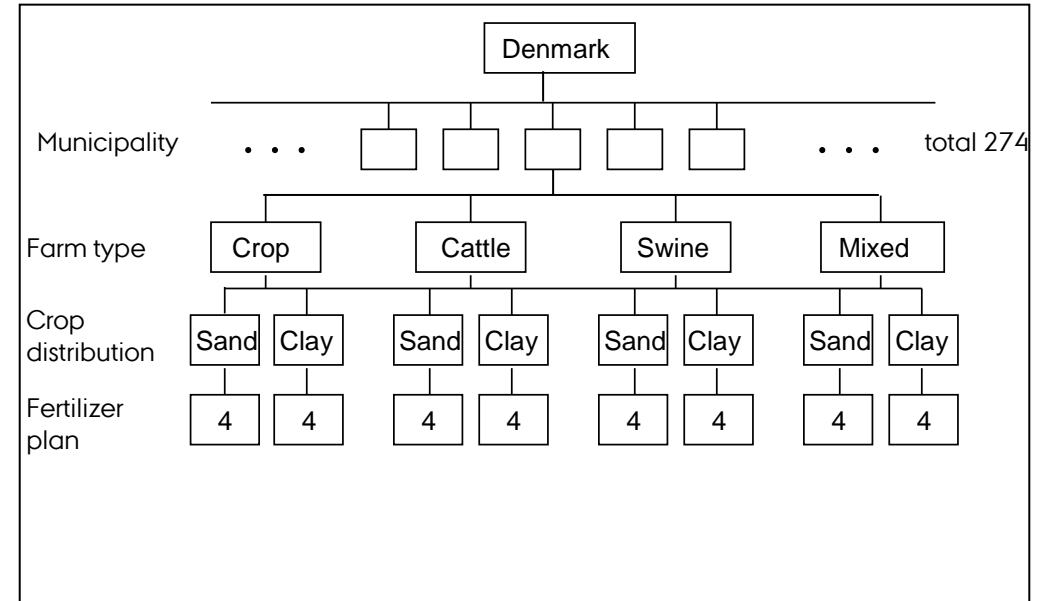 Denmark
Municipality . . . . . . total 274
Farm type Crop Cattle Swine Mixed
Crop
distribution
Sand Clay Sand Clay Sand Clay Sand Clay
Fertilizer
plan
4 4 4 4 4 4 4 4